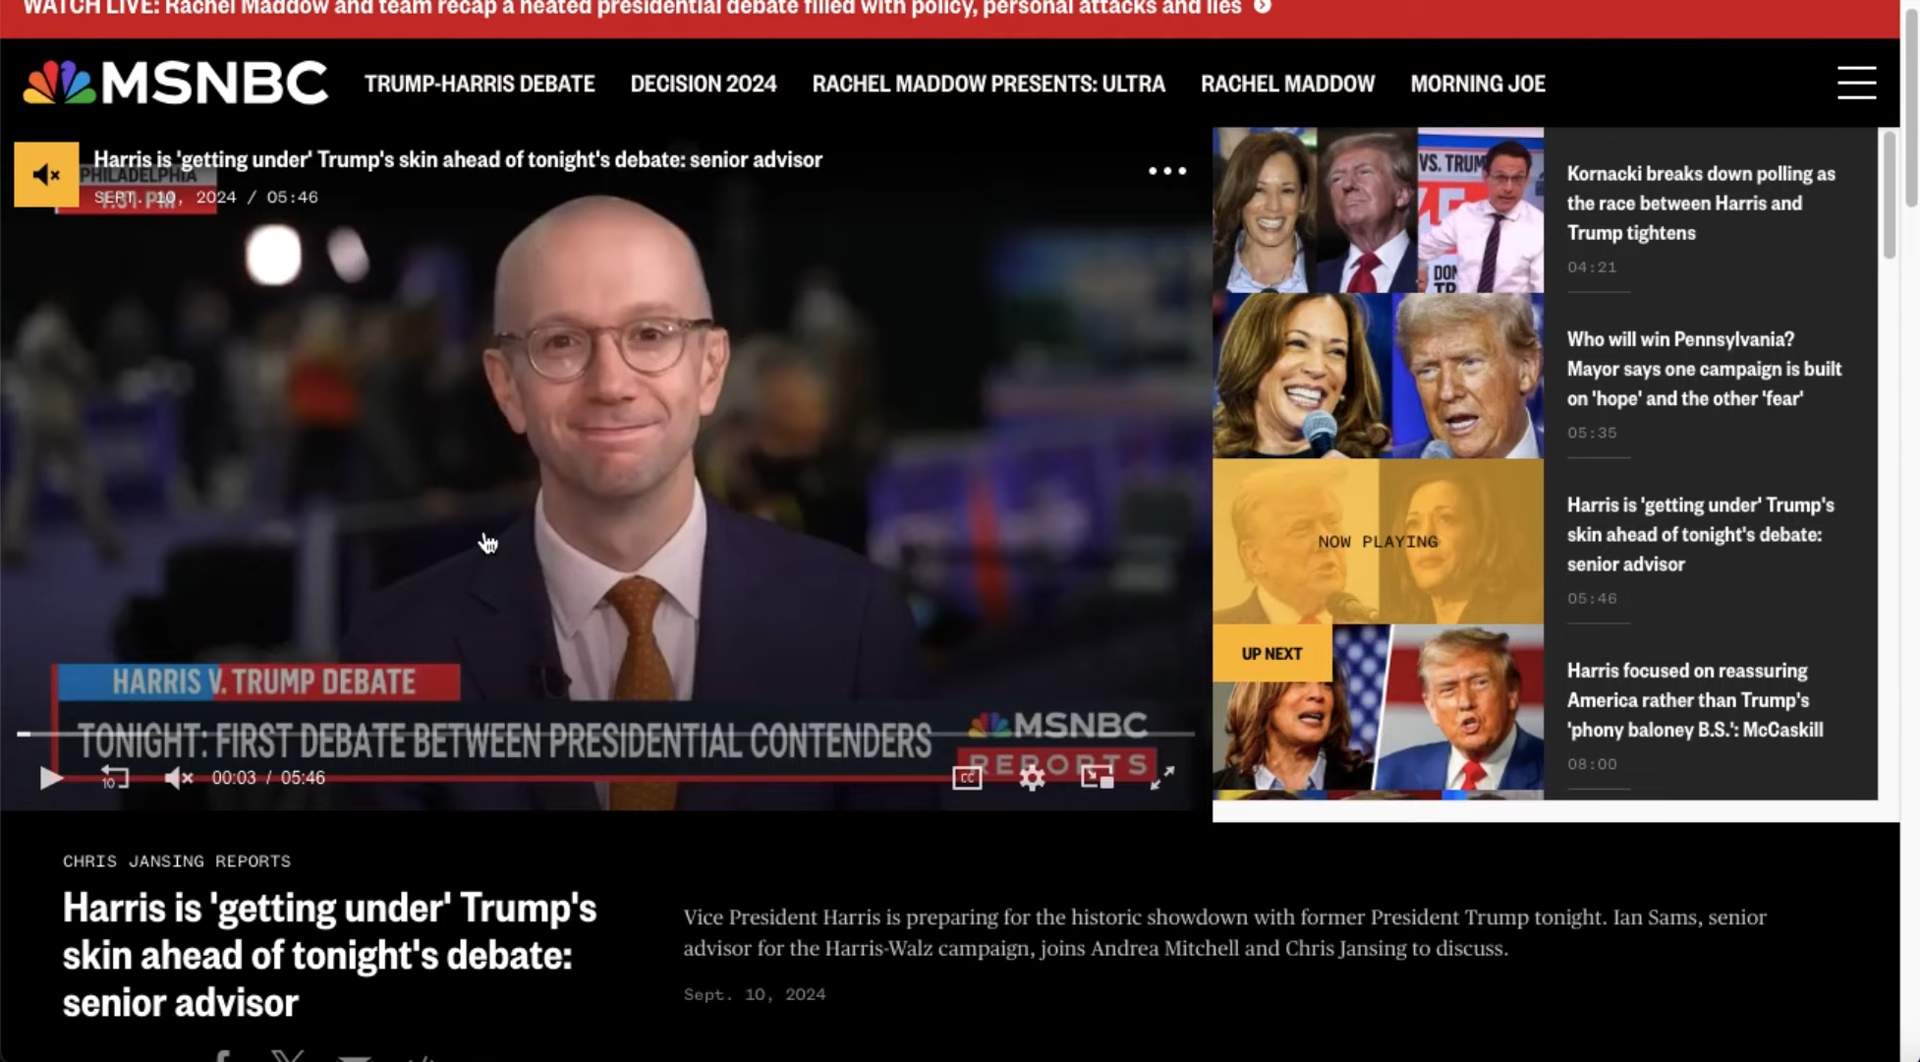 WATCH LIVE: Rachel Maddow and team recap a heated presidential debate filled with policy, personal attacks and lies
MSNBC
TRUMP-HARRIS DEBATE
DECISION 2024
RACHEL MADDOW PRESENTS: ULTRA
RACHEL MADDOW
MORNING JOE
Harris is 'getting under' Trump's skin ahead of tonight's debate: senior advisor
PHILADELPHIA
SEPT. 10, 2024 / 05:46
HARRIS V. TRUMP DEBATE
TONIGHT: FIRST DEBATE BETWEEN PRESIDENTIAL CONTENDERS
MSNBC
REPORTS
10
00:03 / 05:46
CC
VS. TRUMP
DON
TR
Kornacki breaks down polling as
the race between Harris and
Trump tightens
04:21
Who will win Pennsylvania?
Mayor says one campaign is built
on 'hope' and the other 'fear'
05:35
NOW PLAYING
Harris is 'getting under' Trump's
skin ahead of tonight's debate:
senior advisor
05:46
UP NEXT
Harris focused on reassuring
America rather than Trump's
'phony baloney B.S.': McCaskill
08:00
CHRIS JANSING REPORTS
Harris is 'getting under' Trump's
skin ahead of tonight's debate:
senior advisor
Vice President Harris is preparing for the historic showdown with former President Trump tonight. Ian Sams, senior
advisor for the Harris-Walz campaign, joins Andrea Mitchell and Chris Jansing to discuss.
Sept. 10, 2024